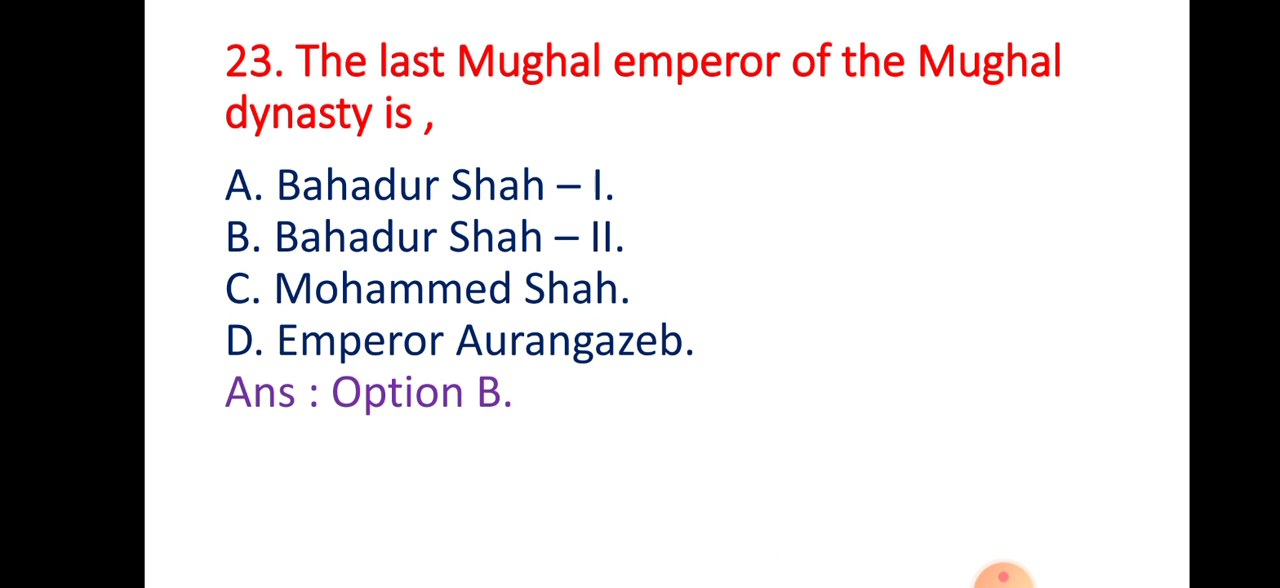 23. The last Mughal emperor of the Mughal
dynasty is ,
A. Bahadur Shah – I.
B. Bahadur Shah – II.
C. Mohammed Shah.
D. Emperor Aurangazeb.
Ans : Option B.